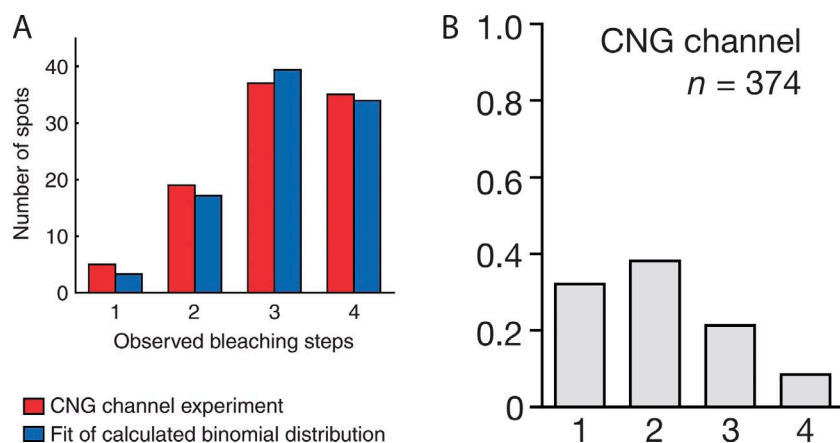 A
Number of spots
40
30
20
10
0
1 2 3 4
Observed bleaching steps
CNG channel experiment
Fit of calculated binomial distribution
B
CNG channel
n = 374
1.0
0.8
0.6
0.4
0.2
0
1 2 3 4